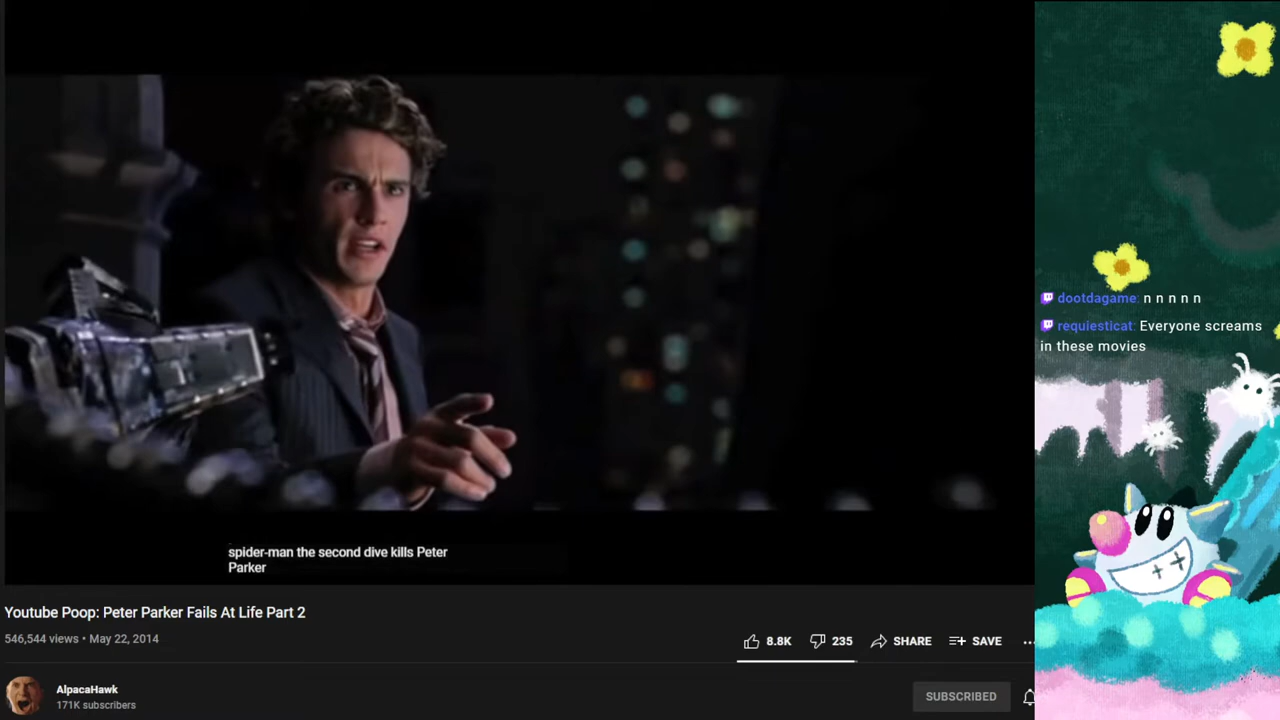 spider-man the second dive kills Peter
Parker
Youtube Poop: Peter Parker Fails At Life Part 2
546,544 views • May 22, 2014
8.8K
235
SHARE
SAVE
AlpacaHawk
171K subscribers
SUBSCRIBED
dootdagame: n n n n n
requiesticat: Everyone screams
in these movies